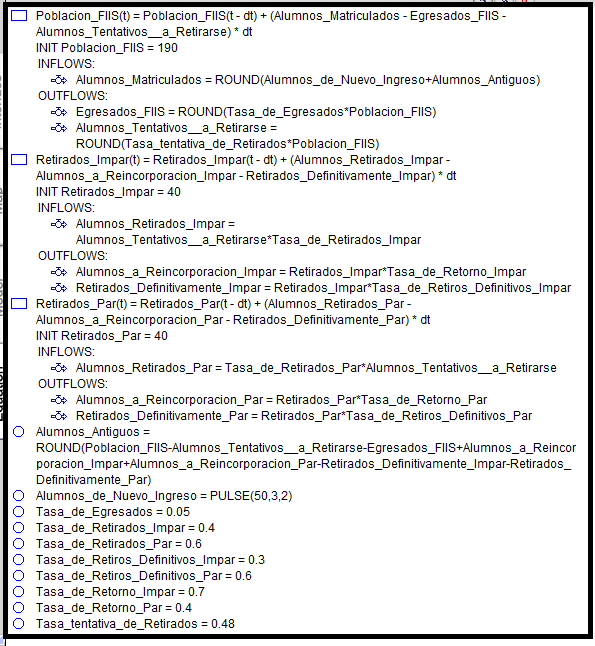 Poblacion_FIIS(t) = Poblacion_FIIS(t - dt) + (Alumnos_Matriculados - Egresados_FIIS -
Alumnos_Tentativos__a_Retirarse) * dt
INIT Poblacion_FIIS = 190
INFLOWS:
Alumnos_Matriculados = ROUND(Alumnos_de_Nuevo_Ingreso+Alumnos_Antiguos)
OUTFLOWS:
Egresados_FIIS = ROUND(Tasa_de_Egresados*Poblacion_FIIS)
Alumnos_Tentativos__a_Retirarse =
ROUND(Tasa_tentativa_de_Retirados*Poblacion_FIIS)
Retirados_Impar(t) = Retirados_Impar(t - dt) + (Alumnos_Retirados_Impar -
Alumnos_a_Reincorporacion_Impar - Retirados_Definitivamente_Impar) * dt
INIT Retirados_Impar = 40
INFLOWS:
Alumnos_Retirados_Impar =
Alumnos_Tentativos__a_Retirarse*Tasa_de_Retirados_Impar
OUTFLOWS:
Alumnos_a_Reincorporacion_Impar = Retirados_Impar*Tasa_de_Retorno_Impar
Retirados_Definitivamente_Impar = Retirados_Impar*Tasa_de_Retiros_Definitivos_Impar
Retirados_Par(t) = Retirados_Par(t - dt) + (Alumnos_Retirados_Par -
Alumnos_a_Reincorporacion_Par - Retirados_Definitivamente_Par) * dt
INIT Retirados_Par = 40
INFLOWS:
Alumnos_Retirados_Par = Tasa_de_Retirados_Par*Alumnos_Tentativos__a_Retirarse
OUTFLOWS:
Alumnos_a_Reincorporacion_Par = Retirados_Par*Tasa_de_Retorno_Par
Retirados_Definitivamente_Par = Retirados_Par*Tasa_de_Retiros_Definitivos_Par
Alumnos_Antiguos =
ROUND(Poblacion_FIIS-Alumnos_Tentativos__a_Retirarse-Egresados_FIIS+Alumnos_a_Reincor
poracion_Impar+Alumnos_a_Reincorporacion_Par-Retirados_Definitivamente_Impar-Retirados_
Definitivamente_Par)
Alumnos_de_Nuevo_Ingreso = PULSE(50,3,2)
Tasa_de_Egresados = 0.05
Tasa_de_Retirados_Impar = 0.4
Tasa_de_Retirados_Par = 0.6
Tasa_de_Retiros_Definitivos_Impar = 0.3
Tasa_de_Retiros_Definitivos_Par = 0.6
Tasa_de_Retorno_Impar = 0.7
Tasa_de_Retorno_Par = 0.4
Tasa_tentativa_de_Retirados = 0.48